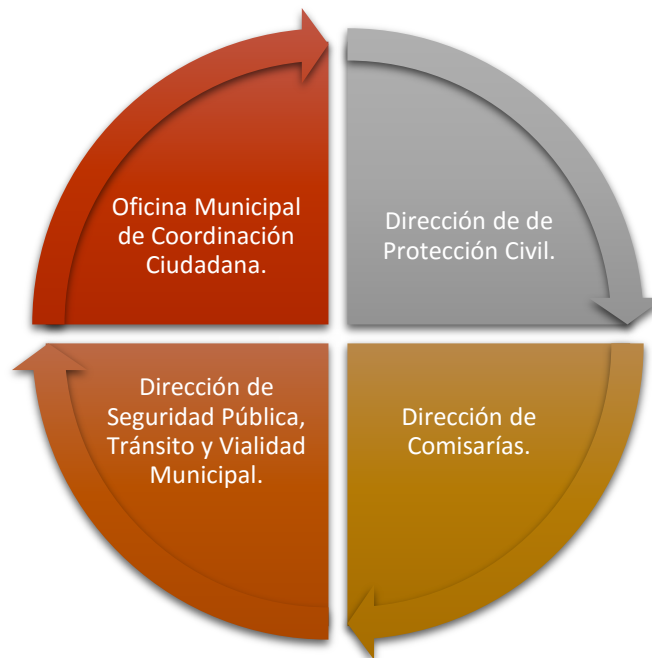 Oficina Municipal
de Coordinación
Ciudadana.
Dirección de de
Protección Civil.
Dirección de
Seguridad Pública,
Tránsito y Vialidad
Municipal.
Dirección de
Comisarías.